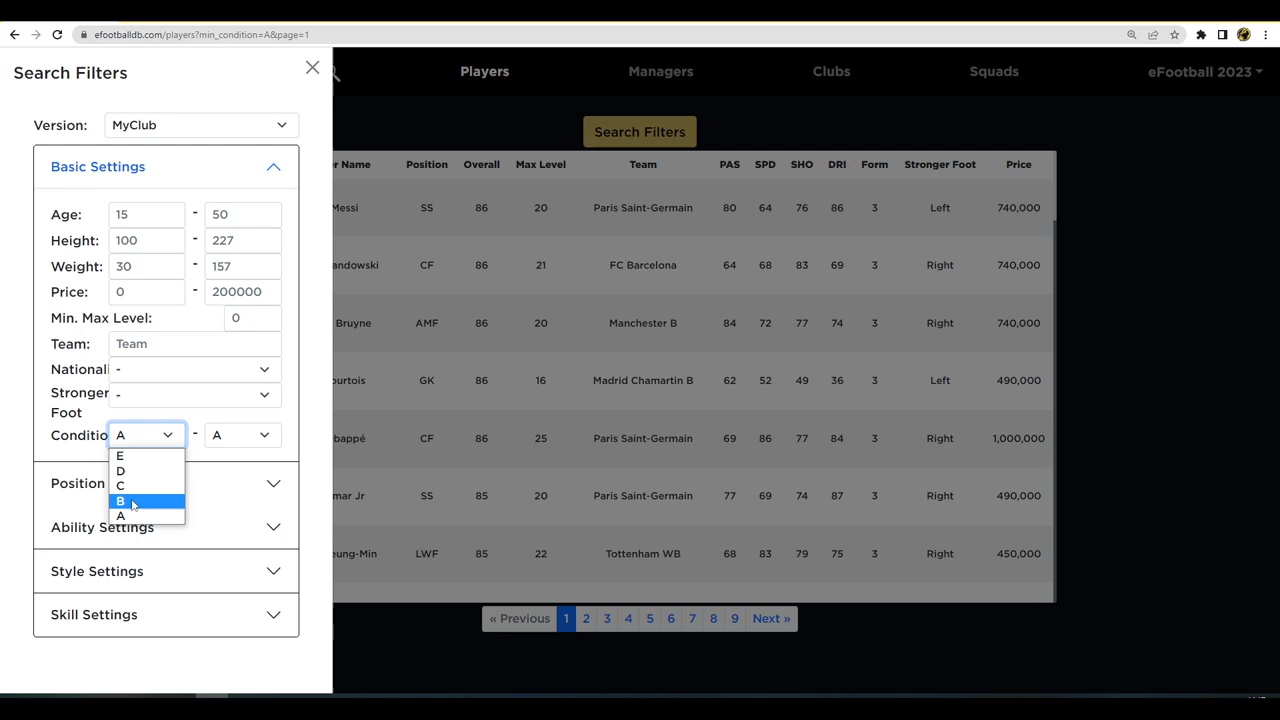 efootballdb.com/players?min_condition=A&page=1
Search Filters
Players Managers Clubs Squads eFootball 2023
Version: MyClub
Search Filters
Basic Settings
r Name Position Overall Max Level Team PAS SPD SHO DRI Form Stronger Foot Price
Age: 15 - 50
Messi SS 86 20 Paris Saint-Germain 80 64 76 86 3 Left 740,000
Height: 100 - 227
Weight: 30 - 157
andowski CF 86 21 FC Barcelona 64 68 83 69 3 Right 740,000
Price: 0 - 200000
Min. Max Level: 0
Bruyne AMF 86 20 Manchester B 84 72 77 74 3 Right 740,000
Team: Team
Nationali -
ourtois GK 86 16 Madrid Chamartin B 62 52 49 36 3 Left 490,000
Stronger -
Foot
Conditio A - A
bappé CF 86 25 Paris Saint-Germain 69 86 77 84 3 Right 1,000,000
E
D
C
B
A
Position
mar Jr SS 85 20 Paris Saint-Germain 77 69 74 87 3 Right 490,000
Ability Settings
eung-Min LWF 85 22 Tottenham WB 68 83 79 75 3 Right 450,000
Style Settings
Skill Settings
« Previous 1 2 3 4 5 6 7 8 9 Next »